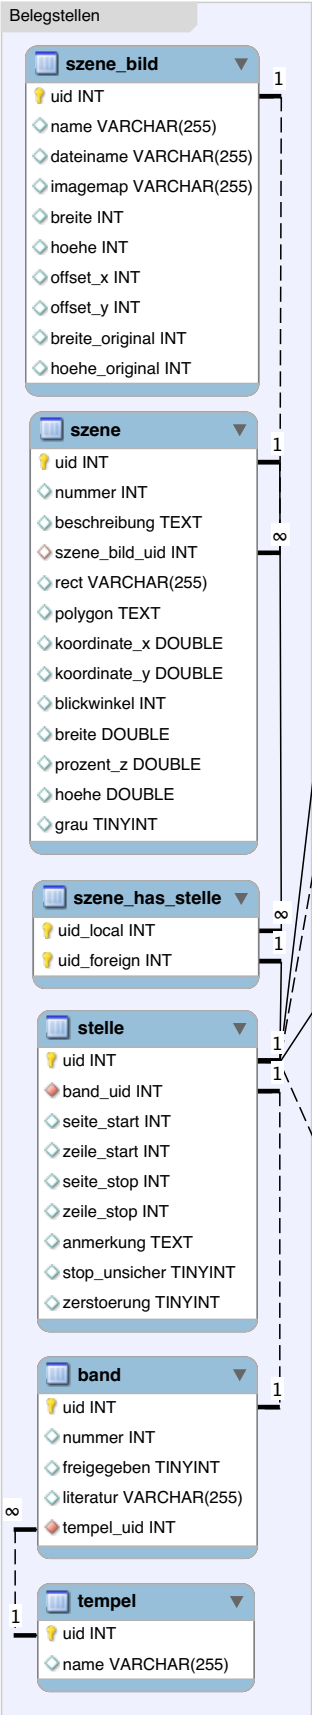 Belegstellen
szene_bild
1
uid INT
name VARCHAR(255)
dateiname VARCHAR(255)
imagemap VARCHAR(255)
breite INT
hoehe INT
offset_x INT
offset_y INT
breite_original INT
hoehe_original INT
szene
1
uid INT
nummer INT
beschreibung TEXT
∞
szene_bild_uid INT
rect VARCHAR(255)
polygon TEXT
koordinate_x DOUBLE
koordinate_y DOUBLE
blickwinkel INT
breite DOUBLE
prozent_z DOUBLE
hoehe DOUBLE
grau TINYINT
szene_has_stelle
∞
uid_local INT
1
uid_foreign INT
stelle
1
uid INT
1
band_uid INT
seite_start INT
zeile_start INT
seite_stop INT
zeile_stop INT
anmerkung TEXT
stop_unsicher TINYINT
zerstoerung TINYINT
band
1
uid INT
nummer INT
freigegeben TINYINT
literatur VARCHAR(255)
∞
tempel_uid INT
tempel
1
uid INT
name VARCHAR(255)